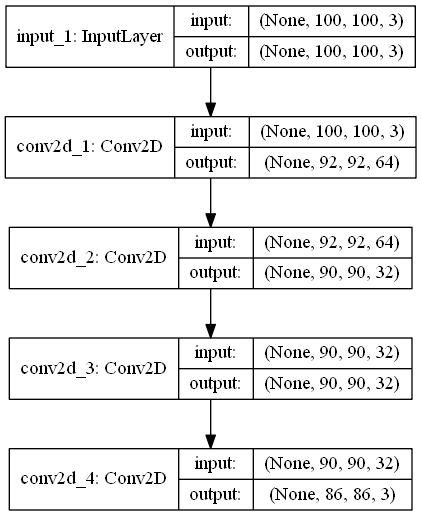 input_1: InputLayer
input: (None, 100, 100, 3)
output: (None, 100, 100, 3)
conv2d_1: Conv2D
input: (None, 100, 100, 3)
output: (None, 92, 92, 64)
conv2d_2: Conv2D
input: (None, 92, 92, 64)
output: (None, 90, 90, 32)
conv2d_3: Conv2D
input: (None, 90, 90, 32)
output: (None, 90, 90, 32)
conv2d_4: Conv2D
input: (None, 90, 90, 32)
output: (None, 86, 86, 3)